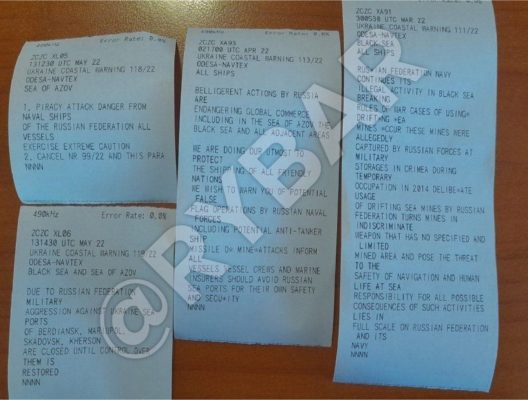 490kHz Error Rate: 0.0%
ZCZC XL05
131230 UTC MAY 22
UKRAINE COASTAL WARNING 118/22
ODESA-NAVTEX
SEA OF AZOV
1. PIRACY ATTACK DANGER FROM
NAVAL SHIPS
OF THE RUSSIAN FEDERATION ALL
VESSELS
EXERCISE EXTREME CAUTION
2. CANCEL NR 99/22 AND THIS PARA
NNNN
490kHz Error Rate: 0.0%
ZCZC XL06
131430 UTC MAY 22
UKRAINE COASTAL WARNING
ODESA-NAVTEX
BLACK SEA AND SEA OF AZOV
DUE TO RUSSIAN FEDERATION
MILITARY
AGGRESSION AGAINST UKRAINE SEA
PORTS
OF BERDIANSK, MARIUPOL,
SKADOVSK, KHERSON
ARE CLOSED UNTIL CONTROL OVER
THEM IS
RESTORED
NNNN
490kHz Error Rate: 0.0%
ZCZC XA93
021700 UTC APR 22
UKRAINE COASTAL WARNING 113/22
ODESA-NAVTEX
ALL SHIPS
BELLIGERENT ACTIONS BY RUSSIA
ARE
ENDANGERING GLOBAL COMMERCE
INCLUDING IN THE SEA OF AZOV THE
BLACK SEA AND ALL ADJACENT AREAS
WE ARE DOING OUR UTMOST TO
PROTECT
THE SHIPPING OF ALL FRIENDLY
NATIONS
WE WISH TO WARN YOU OF POTENTIAL
FALSE
FLAG OPERATIONS BY RUSSIAN NAVAL
FORCES
INCLUDING POTENTIAL ANTI-TANKER
SHIP
MISSILE O* MINE*ATTACKS INFORM
ALL
VESSELS VESSEL CREWS AND MARINE
INSURERS SHOULD AVOID RUSSIAN
SEA PORTS FOR THEIR OWN SAFETY
AND SECU*ITY
NNNN
ZCZC XA91
300530 UTC MAR 22
UKRAINE COASTAL WARNING 111/22
ODESA-NAVTEX
BLACK SEA
ALL SHIPS
RUSSIAN FEDERATION NAVY
CONTINUES ITS
ILLEGAL ACTIVITY IN BLACK SEA
BREAKING
RULES OF WAR CASES OF USING*
DRIFTING *EA
MINES *OCCUR THESE MINES WERE
ALLEGEDLY
CAPTURED BY RUSSIAN FORCES AT
MILITARY
STORAGES IN CRIMEA DURING
TEMPORARY
OCCUPATION IN 2014 DELIBE*ATE
USAGE
OF DRIFTING SEA MINES BY RUSSIAN
FEDERATION TURNS MINES IN
INDISCRIMINATE
WEAPON THAT HAS NO SPECIFIED AND
LIMITED
MINED AREA AND POSE THE THREAT
TO THE
SAFETY OF NAVIGATION AND HUMAN
LIFE AT SEA
RESPONSIBILITY FOR ALL POSSIBLE
CONSEQUENCES OF SUCH ACTIVITIES
LIES IN
FULL SCALE ON RUSSIAN FEDERATION
AND ITS
NAVY
NNNN
@RYBAR